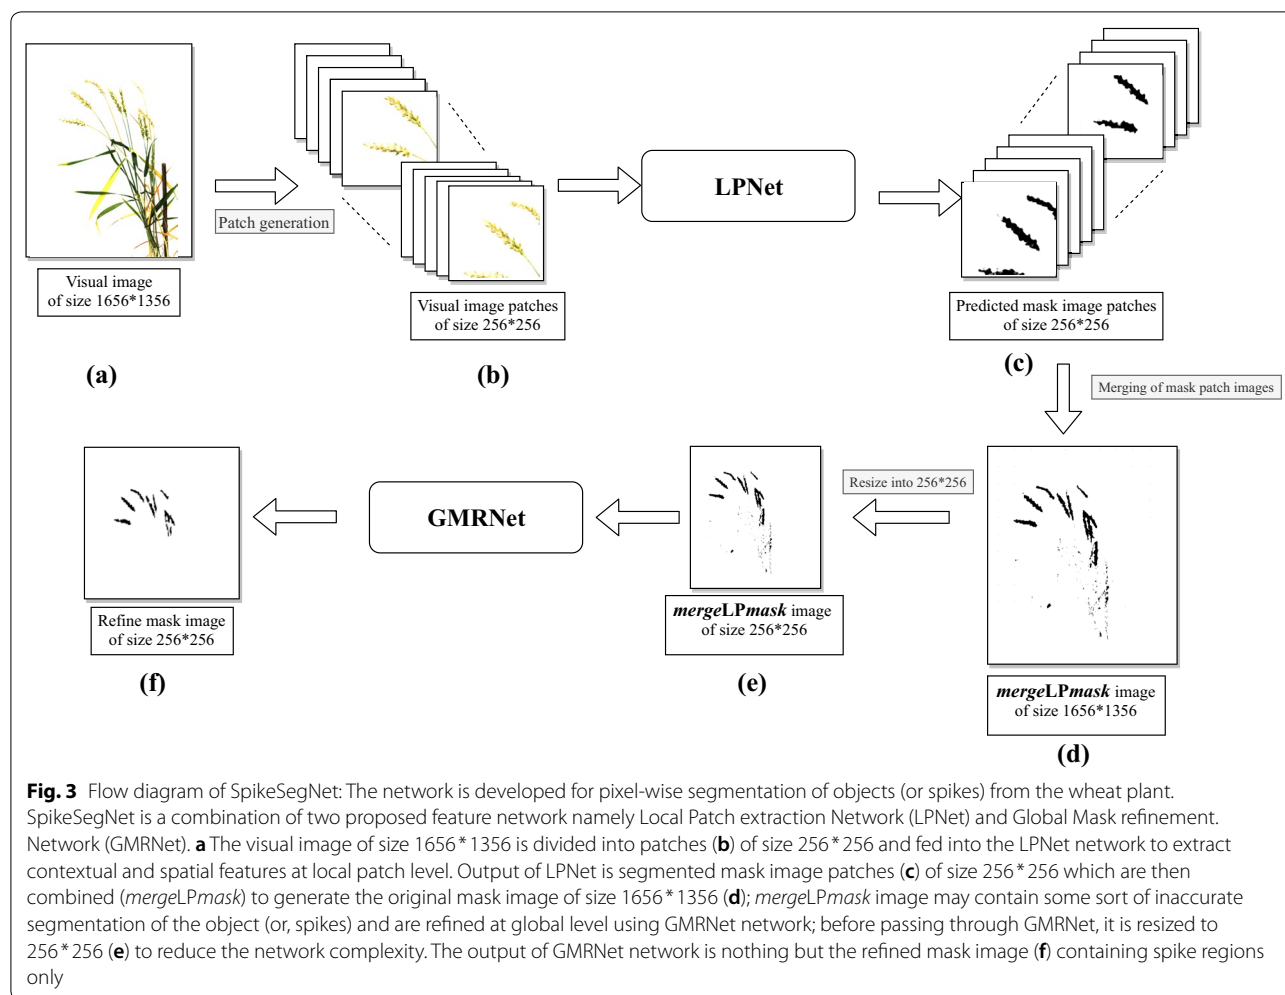 LPNet
Patch generation
Visual image
of size 1656*1356
Visual image patches
of size 256*256
Predicted mask image patches
of size 256*256
(a)
(b)
(c)
Merging of mask patch images
Resize into 256*256
GMRNet
Refine mask image
of size 256*256
mergeLPmask image
of size 256*256
(f)
(e)
mergeLPmask image
of size 1656*1356
(d)
Fig. 3 Flow diagram of SpikeSegNet: The network is developed for pixel-wise segmentation of objects (or spikes) from the wheat plant.
SpikeSegNet is a combination of two proposed feature network namely Local Patch extraction Network (LPNet) and Global Mask refinement.
Network (GMRNet). a The visual image of size 1656 * 1356 is divided into patches (b) of size 256 * 256 and fed into the LPNet network to extract
contextual and spatial features at local patch level. Output of LPNet is segmented mask image patches (c) of size 256 * 256 which are then
combined (mergeLPmask) to generate the original mask image of size 1656 * 1356 (d); mergeLPmask image may contain some sort of inaccurate
segmentation of the object (or, spikes) and are refined at global level using GMRNet network; before passing through GMRNet, it is resized to
256 * 256 (e) to reduce the network complexity. The output of GMRNet network is nothing but the refined mask image (f) containing spike regions
only